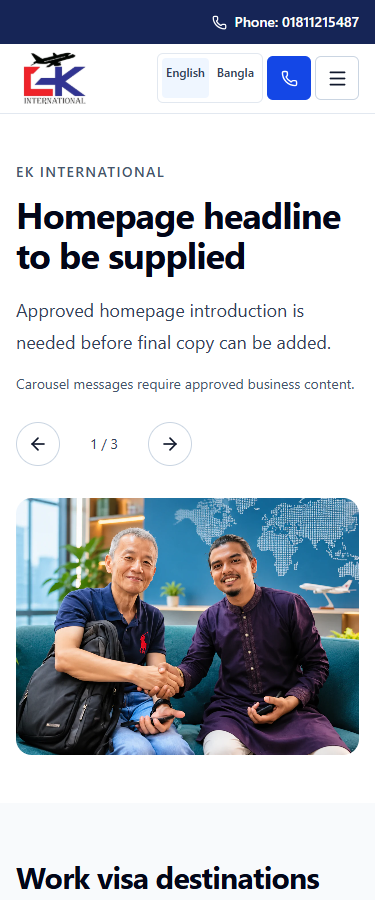 Phone: 01811215487
EK
INTERNATIONAL
English
Bangla
EK INTERNATIONAL
Homepage headline
to be supplied
Approved homepage introduction is
needed before final copy can be added.
Carousel messages require approved business content.
1 / 3
Work visa destinations